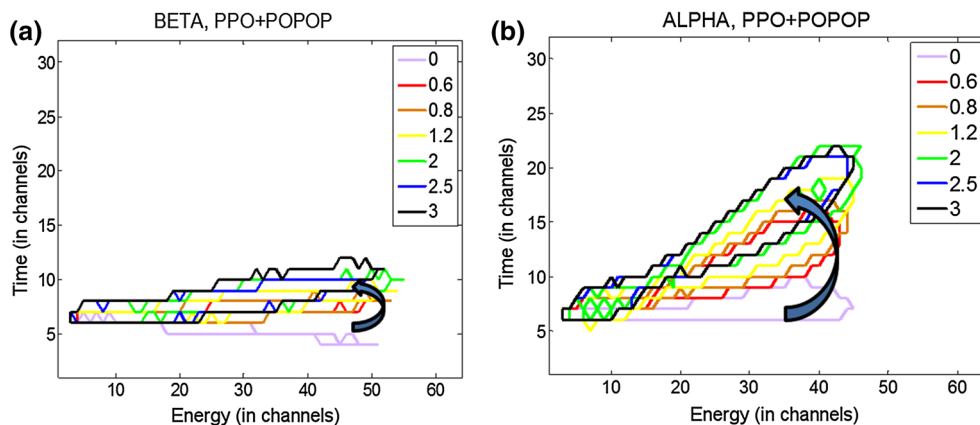 (a)
BETA, PPO+POPOP
Time (in channels)
30
25
20
15
10
5
10 20 30 40 50 60
Energy (in channels)
0
0.6
0.8
1.2
2
2.5
3
(b)
ALPHA, PPO+POPOP
Time (in channels)
30
25
20
15
10
5
10 20 30 40 50 60
Energy (in channels)
0
0.6
0.8
1.2
2
2.5
3